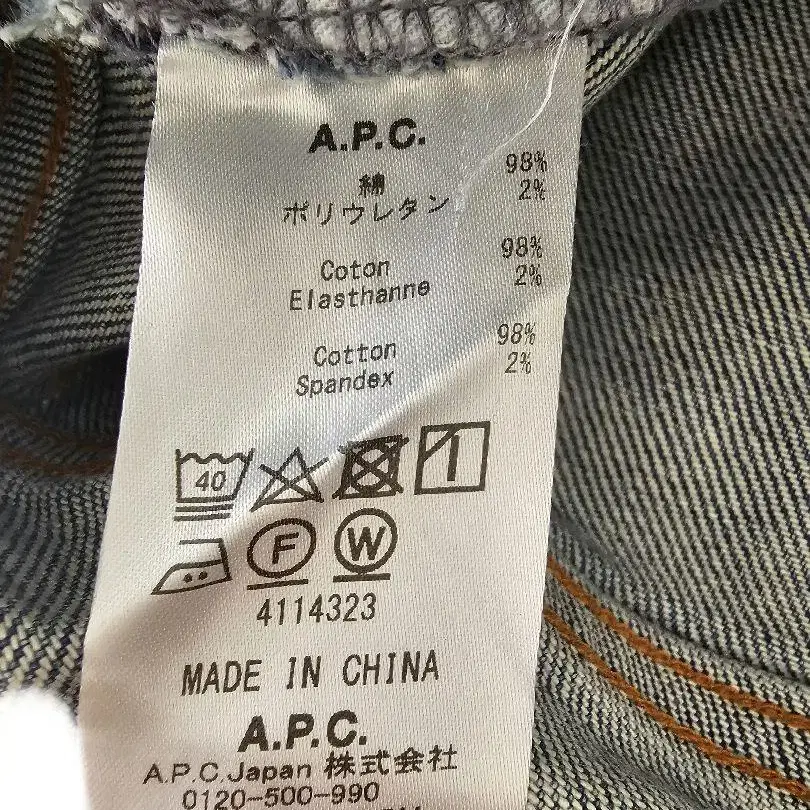 A.P.C.
綿 98%
ポリウレタン 2%
Coton 98%
Elasthanne 2%
Cotton 98%
Spandex 2%
40
F W
4114323
MADE IN CHINA
A.P.C.
A.P.C.Japan 株式会社
0120-500-990